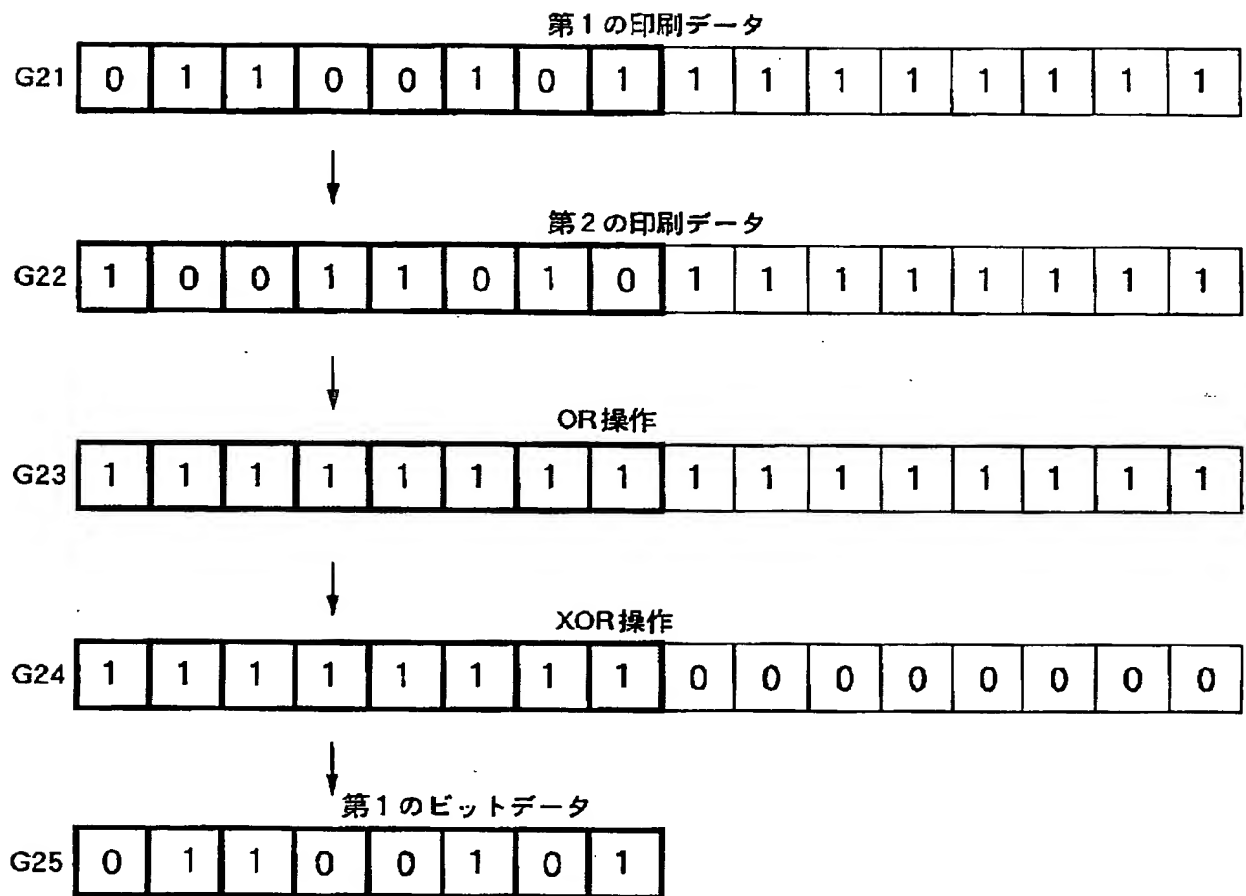 第1の印刷データ
G21 0 1 1 0 0 1 0 1 1 1 1 1 1 1 1 1
第2の印刷データ
G22 1 0 0 1 1 0 1 0 1 1 1 1 1 1 1 1
OR操作
G23 1 1 1 1 1 1 1 1 1 1 1 1 1 1 1 1
XOR操作
G24 1 1 1 1 1 1 1 1 0 0 0 0 0 0 0 0
第1のビットデータ
G25 0 1 1 0 0 1 0 1